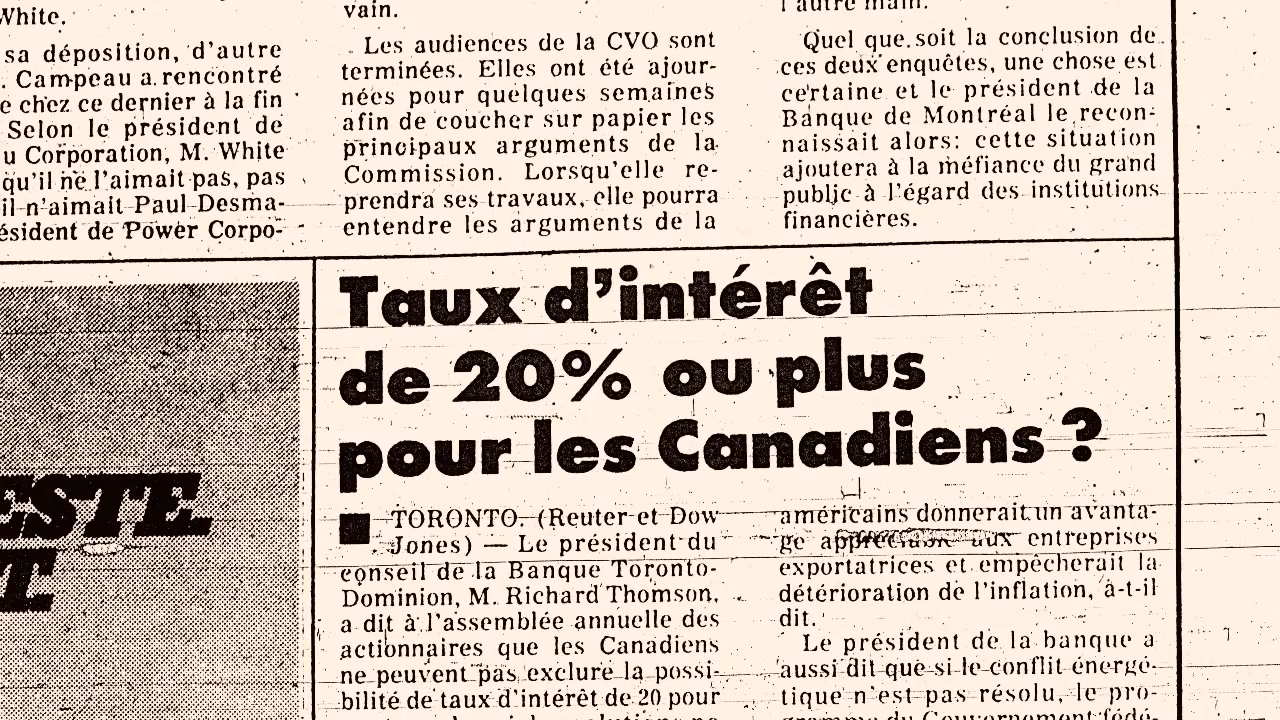 White.
sa déposition, d'autre
. Campeau a rencontré
e chez ce dernier à la fin
Selon le président de
u Corporation, M. White
qu'il ne l'aimait pas, pas
il n'aimait Paul Desma-
ésident de Power Corpo-
vain.
Les audiences de la CVO sont
terminées. Elles ont été ajour-
nées pour quelques semaines
afin de coucher sur papier les
principaux arguments de la
Commission. Lorsqu'elle re-
prendra ses travaux, elle pourra
entendre les arguments de la
l'autre main.
Quel que soit la conclusion de
ces deux enquêtes, une chose est
certaine et le président de la
Banque de Montréal le recon-
naissait alors: cette situation
ajoutera à la méfiance du grand
public à l'égard des institutions
financières.
ESTE
T
Taux d'intérêt
de 20% ou plus
pour les Canadiens ?
■ TORONTO. (Reuter et Dow
Jones) — Le président du
conseil de la Banque Toronto-
Dominion, M. Richard Thomson,
a dit à l'assemblée annuelle des
actionnaires que les Canadiens
ne peuvent pas exclure la possi-
bilité de taux d'intérêt de 20 pour
américains donnerait un avanta-
ge appréciable aux entreprises
exportatrices et empêcherait la
détérioration de l'inflation, a-t-il
dit.
Le président de la banque a
aussi dit que si le conflit énergé-
tique n'est pas résolu, le pro-
gramme du Gouvernement fédé-